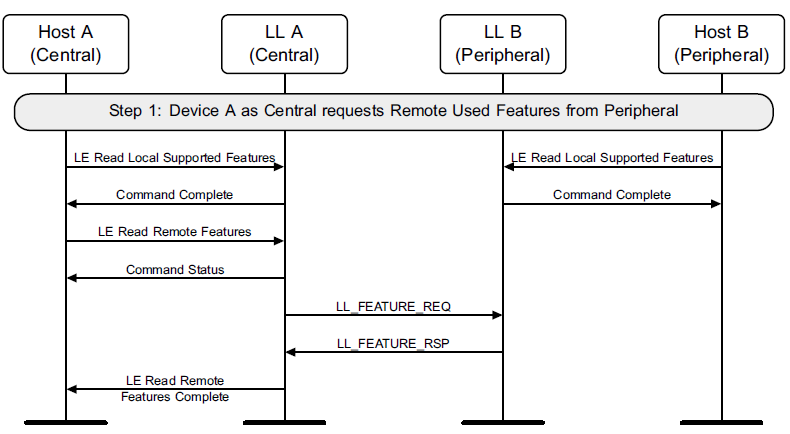 Host A
(Central)
LL A
(Central)
LL B
(Peripheral)
Host B
(Peripheral)
Step 1: Device A as Central requests Remote Used Features from Peripheral
LE Read Local Supported Features
LE Read Local Supported Features
Command Complete
Command Complete
LE Read Remote Features
Command Status
LL_FEATURE_REQ
LL_FEATURE_RSP
LE Read Remote
Features Complete